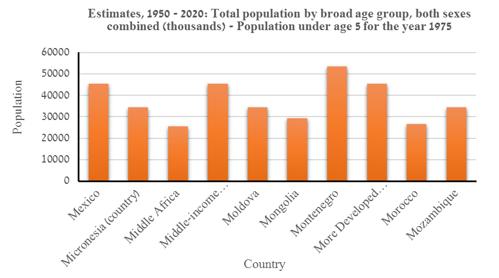 Estimates, 1950 - 2020: Total population by broad age group, both sexes
combined (thousands) - Population under age 5 for the year 1975
Population
60000
50000
40000
30000
20000
10000
0
Mexico
Micronesia (country)
Middle Africa
Middle-income...
Moldova
Mongolia
Montenegro
More Developed...
Morocco
Mozambique
Country